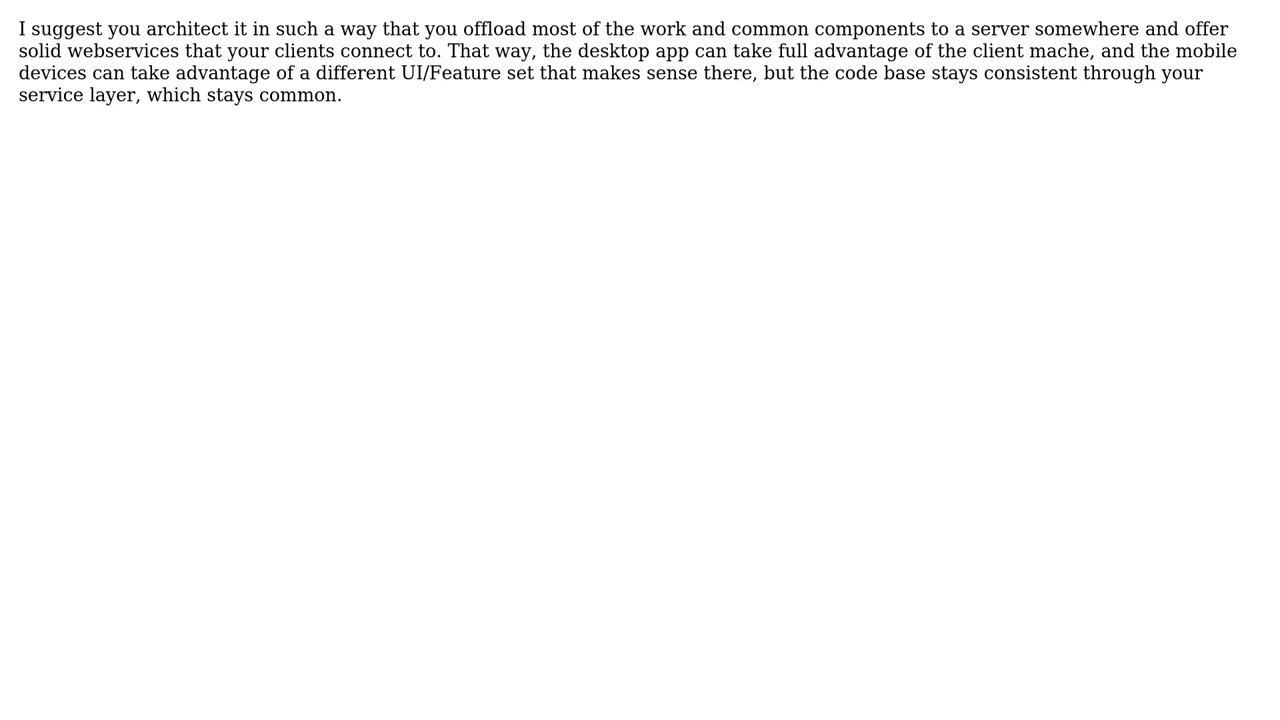 I suggest you architect it in such a way that you offload most of the work and common components to a server somewhere and offer
solid webservices that your clients connect to. That way, the desktop app can take full advantage of the client mache, and the mobile
devices can take advantage of a different UI/Feature set that makes sense there, but the code base stays consistent through your
service layer, which stays common.